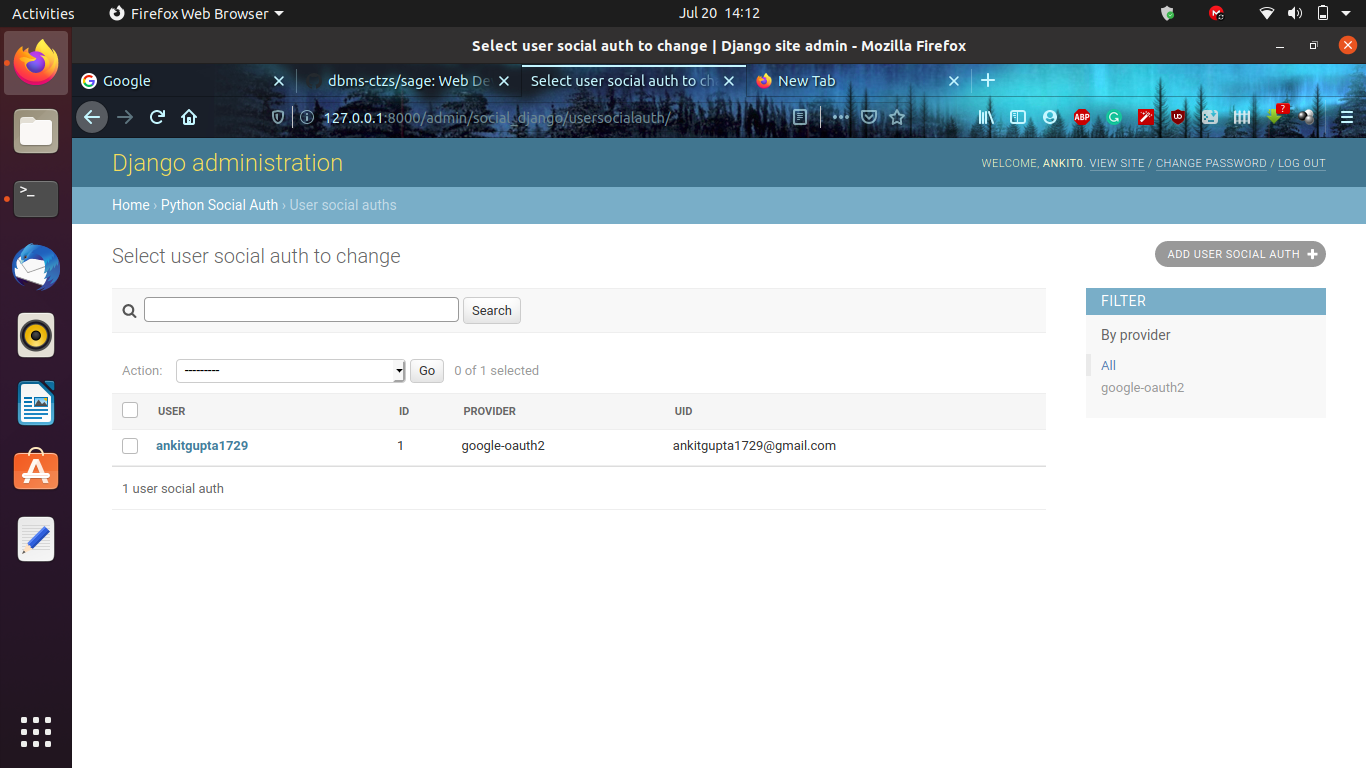 Activities Firefox Web Browser Jul 20 14:12
Select user social auth to change | Django site admin - Mozilla Firefox
Google dbms-ctzs/sage: Web De Select user social auth to ch New Tab
127.0.0.1:8000/admin/social_django/usersocialauth/
ABP ?
Django administration
WELCOME, ANKIT0. VIEW SITE / CHANGE PASSWORD / LOG OUT
Home › Python Social Auth › User social auths
Select user social auth to change
ADD USER SOCIAL AUTH +
Search
FILTER
By provider
All
google-oauth2
Action: --------- Go 0 of 1 selected
USER ID PROVIDER UID
ankitgupta1729 1 google-oauth2 ankitgupta1729@gmail.com
1 user social auth